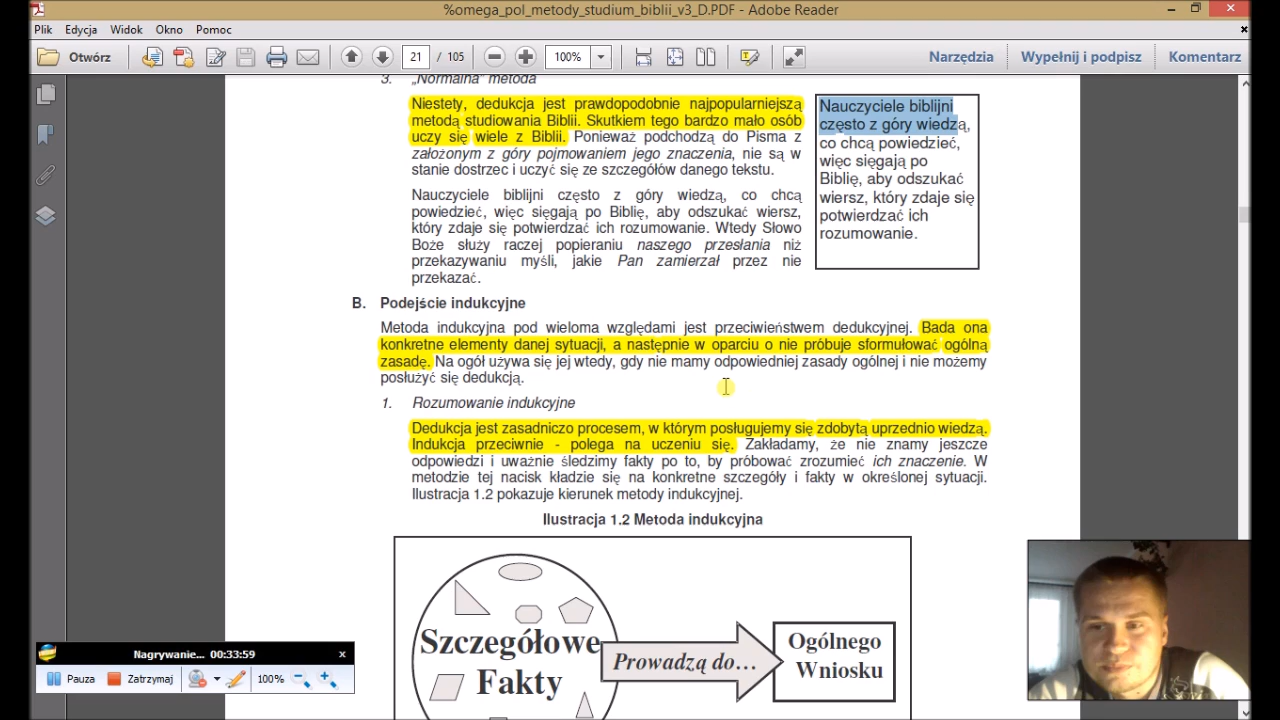 %omega_pol_metody_studium_biblii_v3_D.PDF - Adobe Reader
Plik Edycja Widok Okno Pomoc
Otwórz 21 / 105 100% Narzędzia Wypełnij i podpisz Komentarz
3. „Normalna” metoda
Niestety, dedukcja jest prawdopodobnie najpopularniejszą
metodą studiowania Biblii. Skutkiem tego bardzo mało osób
uczy się wiele z Biblii. Ponieważ podchodzą do Pisma z
założonym z góry pojmowaniem jego znaczenia, nie są w
stanie dostrzec i uczyć się ze szczegółów danego tekstu.
Nauczyciele biblijni często z góry wiedzą, co chcą
powiedzieć, więc sięgają po Biblię, aby odszukać wiersz,
który zdaje się potwierdzać ich rozumowanie. Wtedy Słowo
Boże służy raczej popieraniu naszego przesłania niż
przekazywaniu myśli, jakie Pan zamierzał przez nie
przekazać.
Nauczyciele biblijni
często z góry wiedzą,
co chcą powiedzieć,
więc sięgają po
Biblię, aby odszukać
wiersz, który zdaje się
potwierdzać ich
rozumowanie.
B. Podejście indukcyjne
Metoda indukcyjna pod wieloma względami jest przeciwieństwem dedukcyjnej. Bada ona
konkretne elementy danej sytuacji, a następnie w oparciu o nie próbuje sformułować ogólną
zasadę. Na ogół używa się jej wtedy, gdy nie mamy odpowiedniej zasady ogólnej i nie możemy
posłużyć się dedukcją.
1. Rozumowanie indukcyjne
Dedukcja jest zasadniczo procesem, w którym posługujemy się zdobytą uprzednio wiedzą.
Indukcja przeciwnie - polega na uczeniu się. Zakładamy, że nie znamy jeszcze
odpowiedzi i uważnie śledzimy fakty po to, by próbować zrozumieć ich znaczenie. W
metodzie tej nacisk kładzie się na konkretne szczegóły i fakty w określonej sytuacji.
Ilustracja 1.2 pokazuje kierunek metody indukcyjnej.
Ilustracja 1.2 Metoda indukcyjna
Szczegółowe
Fakty
Prowadzą do…
Ogólnego
Wniosku
Nagrywanie... 00:33:59 x
Pauza Zatrzymaj 100%